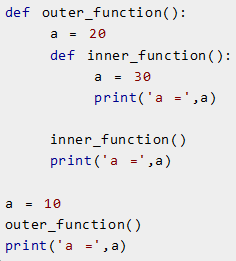 def outer_function():
    a = 20
    def inner_function():
        a = 30
        print('a =',a)

    inner_function()
    print('a =',a)

a = 10
outer_function()
print('a =',a)